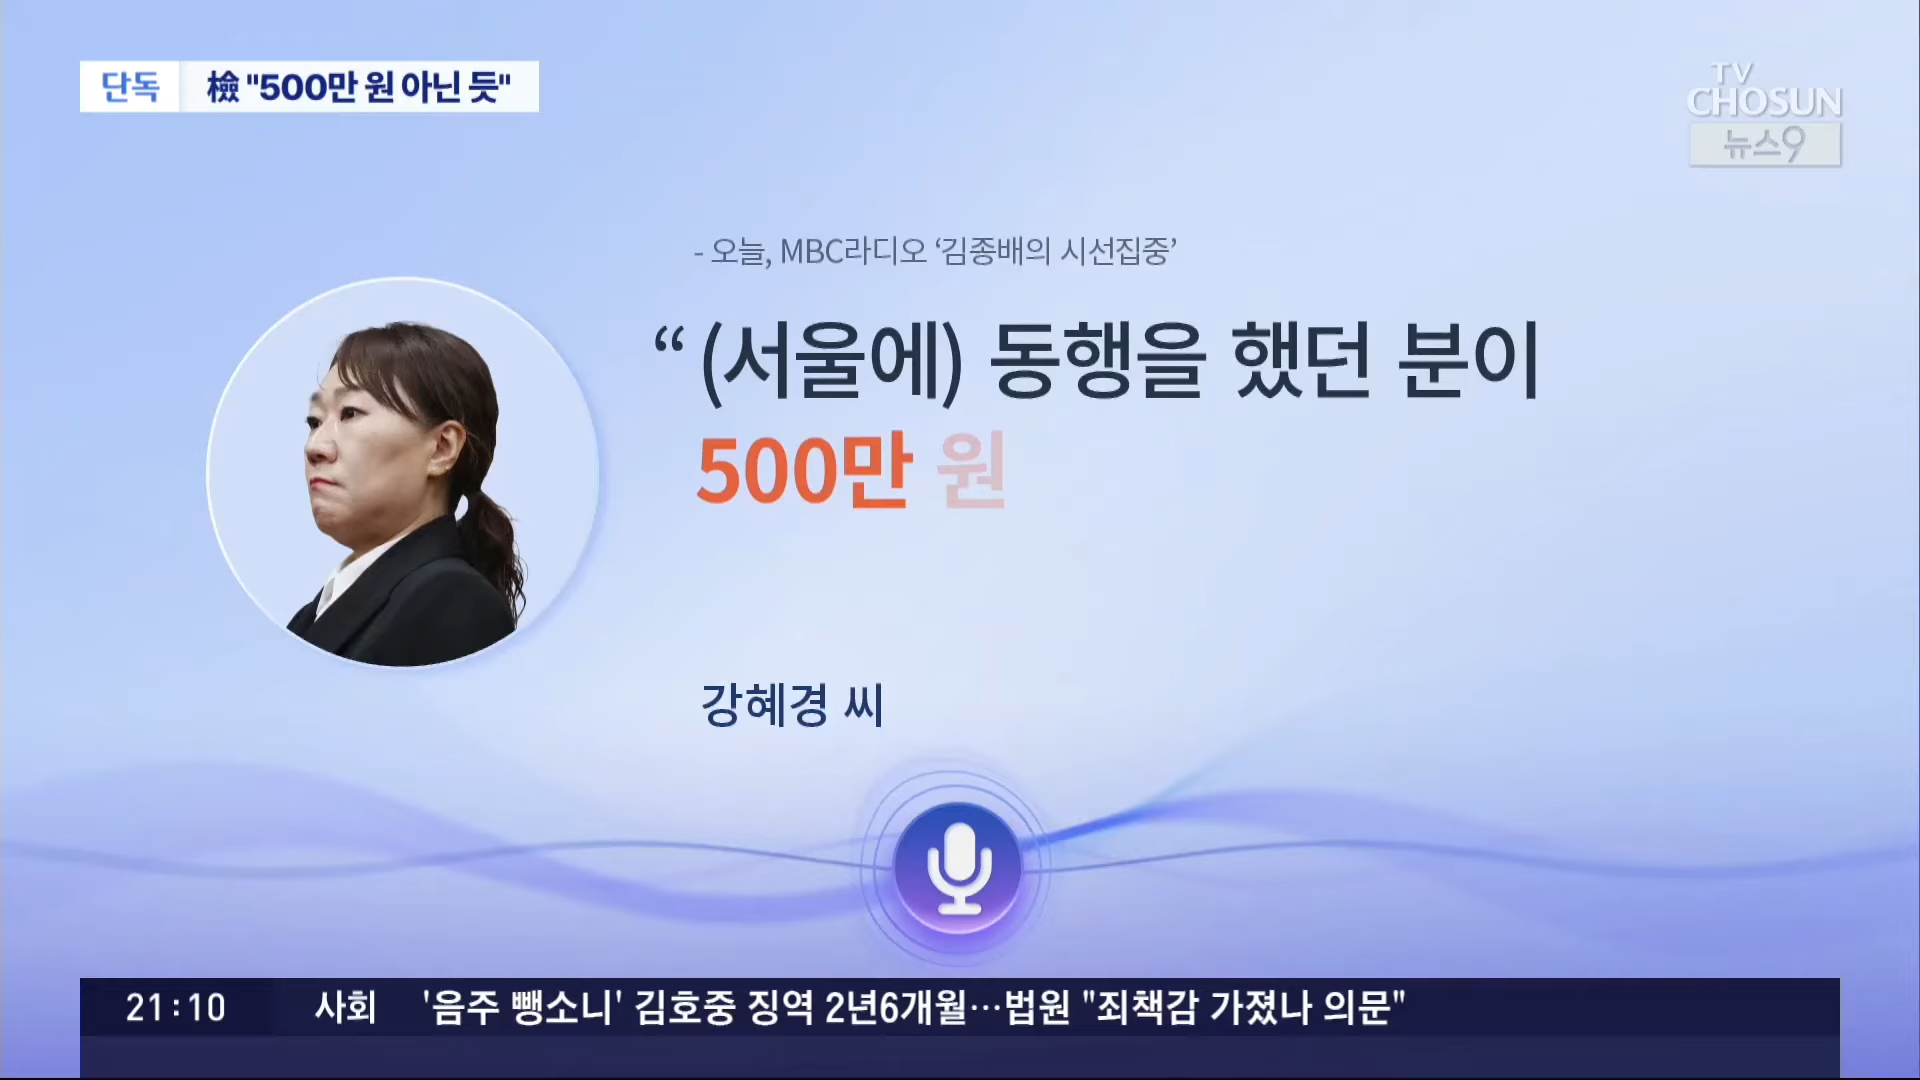 단독 檢 "500만 원 아닌 듯"
TV
CHOSUN
뉴스9
- 오늘, MBC라디오 ‘김종배의 시선집중’
“ (서울에) 동행을 했던 분이
500만 원
강혜경 씨
21:10 사회 '음주 뺑소니' 김호중 징역 2년6개월…법원 "죄책감 가졌나 의문"